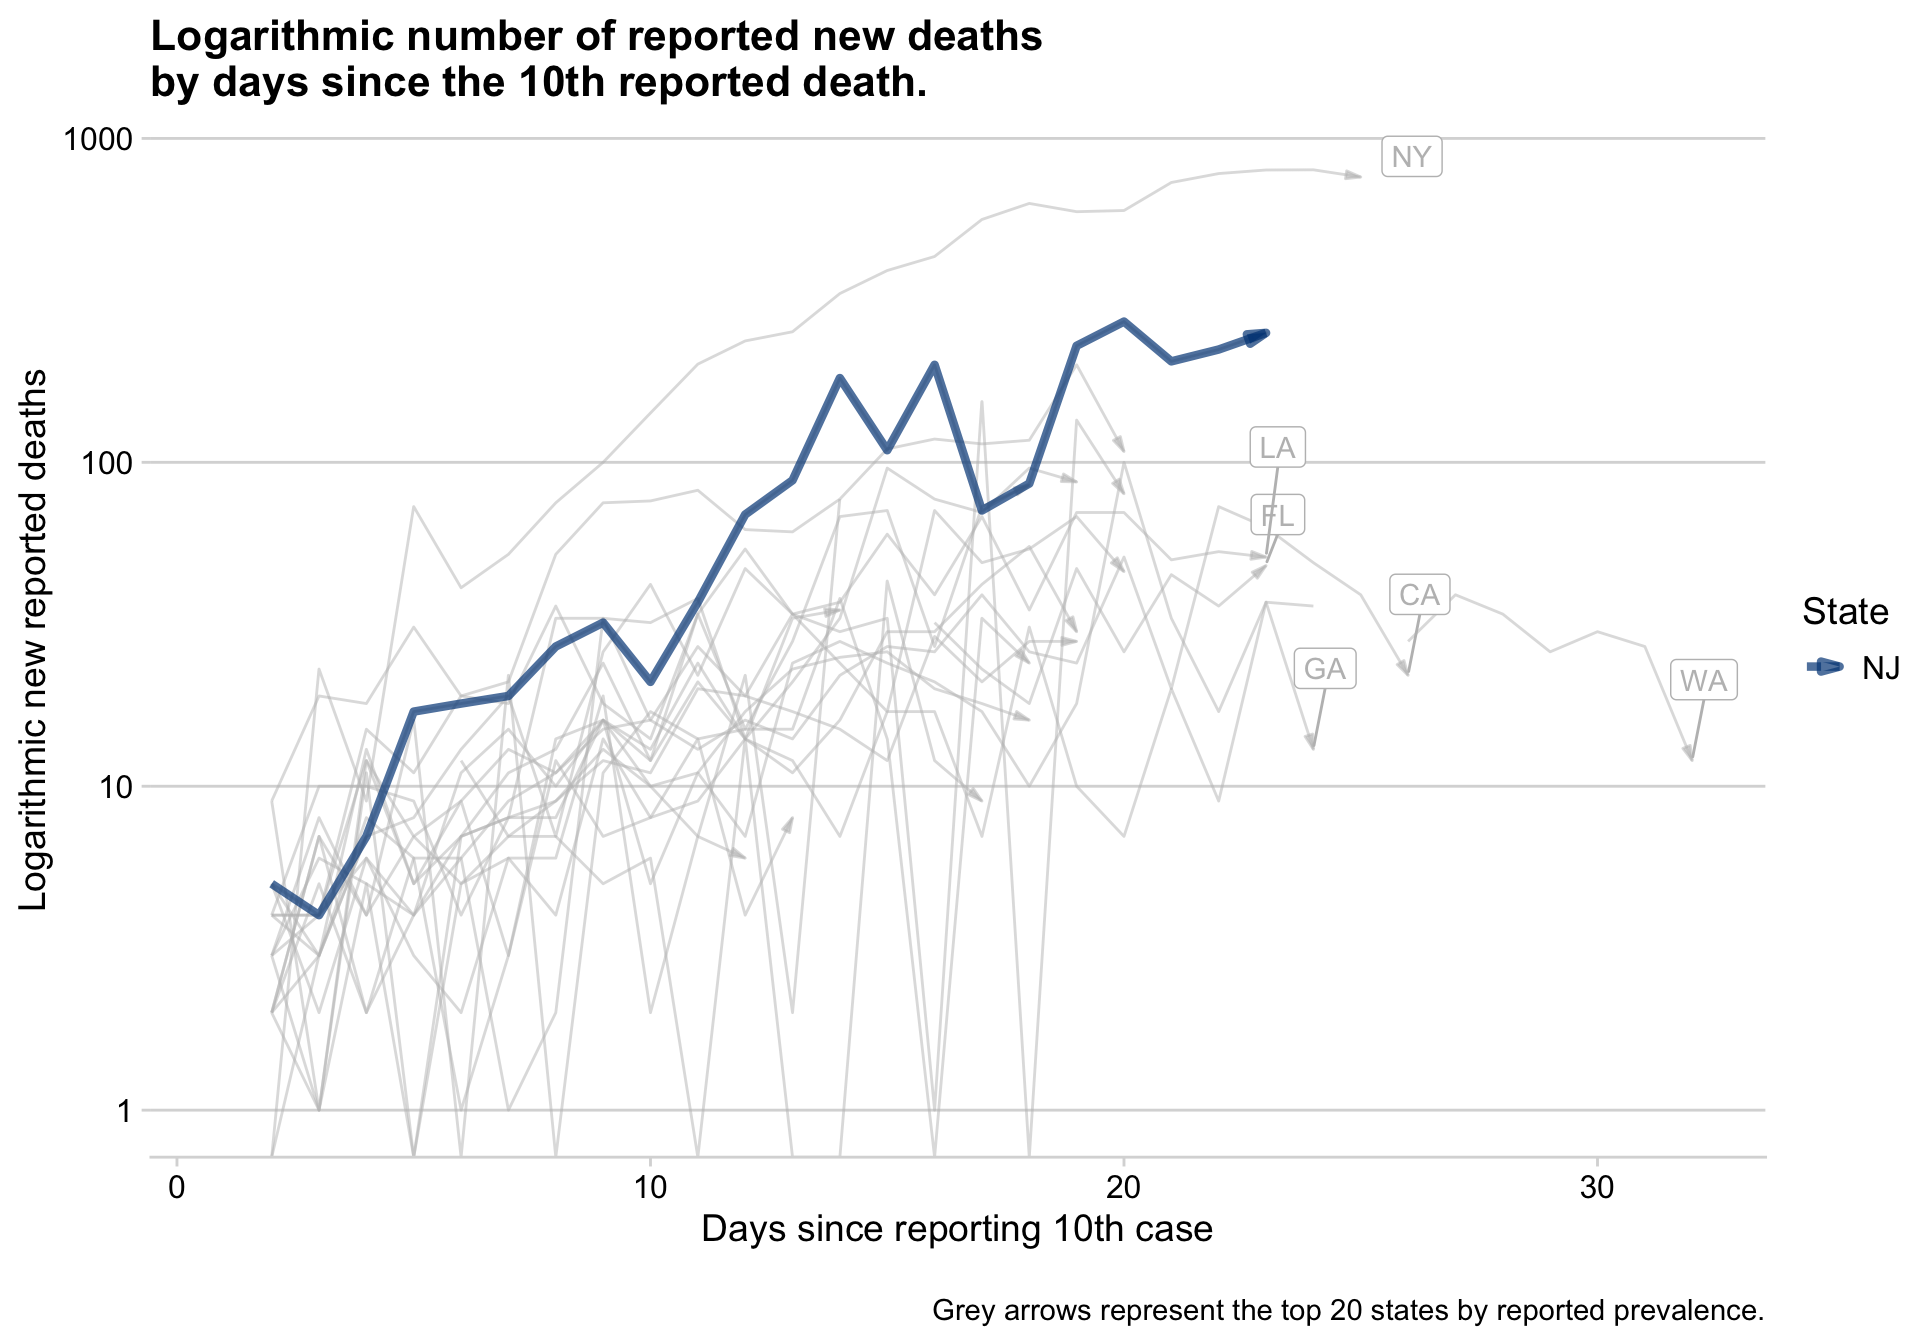 Logarithmic number of reported new deaths
by days since the 10th reported death.
1000
NY
100
LA
FL
CA
GA
WA
10
1
Logarithmic new reported deaths
State
NJ
0 10 20 30
Days since reporting 10th case
Grey arrows represent the top 20 states by reported prevalence.